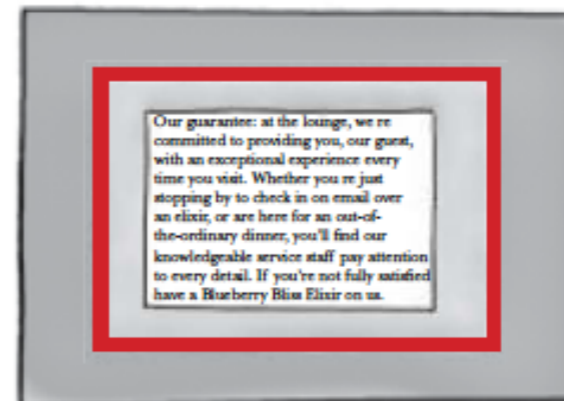 Our guarantee: at the lounge, we re
committed to providing you, our guest,
with an exceptional experience every
time you visit. Whether you re just
stopping by to check in on email over
an elixir, or are here for an out-of-
the-ordinary dinner, you'll find our
knowledgeable service staff pay attention
to every detail. If you're not fully satisfied
have a Blueberry Bliss Elixir on us.